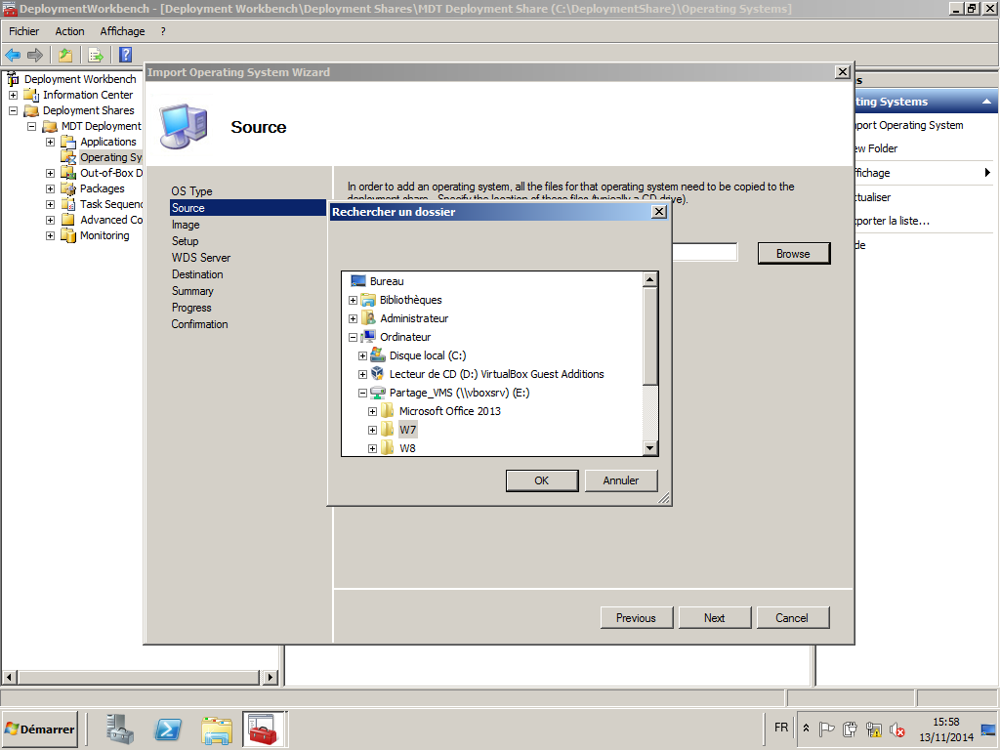 DeploymentWorkbench - [Deployment Workbench\Deployment Shares\MDT Deployment Share (C:\DeploymentShare)\Operating Systems]
Fichier Action Affichage ?
Deployment Workbench
Information Center
Deployment Shares
MDT Deployment
Applications
Operating Sy
Out-of-Box D
Packages
Task Sequenc
Advanced Co
Monitoring
Import Operating System Wizard
Source
OS Type
Source
Image
Setup
WDS Server
Destination
Summary
Progress
Confirmation
In order to add an operating system, all the files for that operating system need to be copied to the
deployment share. Specify the location of those files (typically a CD drive).
Browse
Rechercher un dossier
Bureau
Bibliothèques
Administrateur
Ordinateur
Disque local (C:)
Lecteur de CD (D:) VirtualBox Guest Additions
Partage_VMS (\\vboxsrv) (E:)
Microsoft Office 2013
W7
W8
OK Annuler
Previous Next Cancel
s
ting Systems
port Operating System
ew Folder
ffichage
tualiser
porter la liste...
de
Démarrer
FR
15:58
13/11/2014